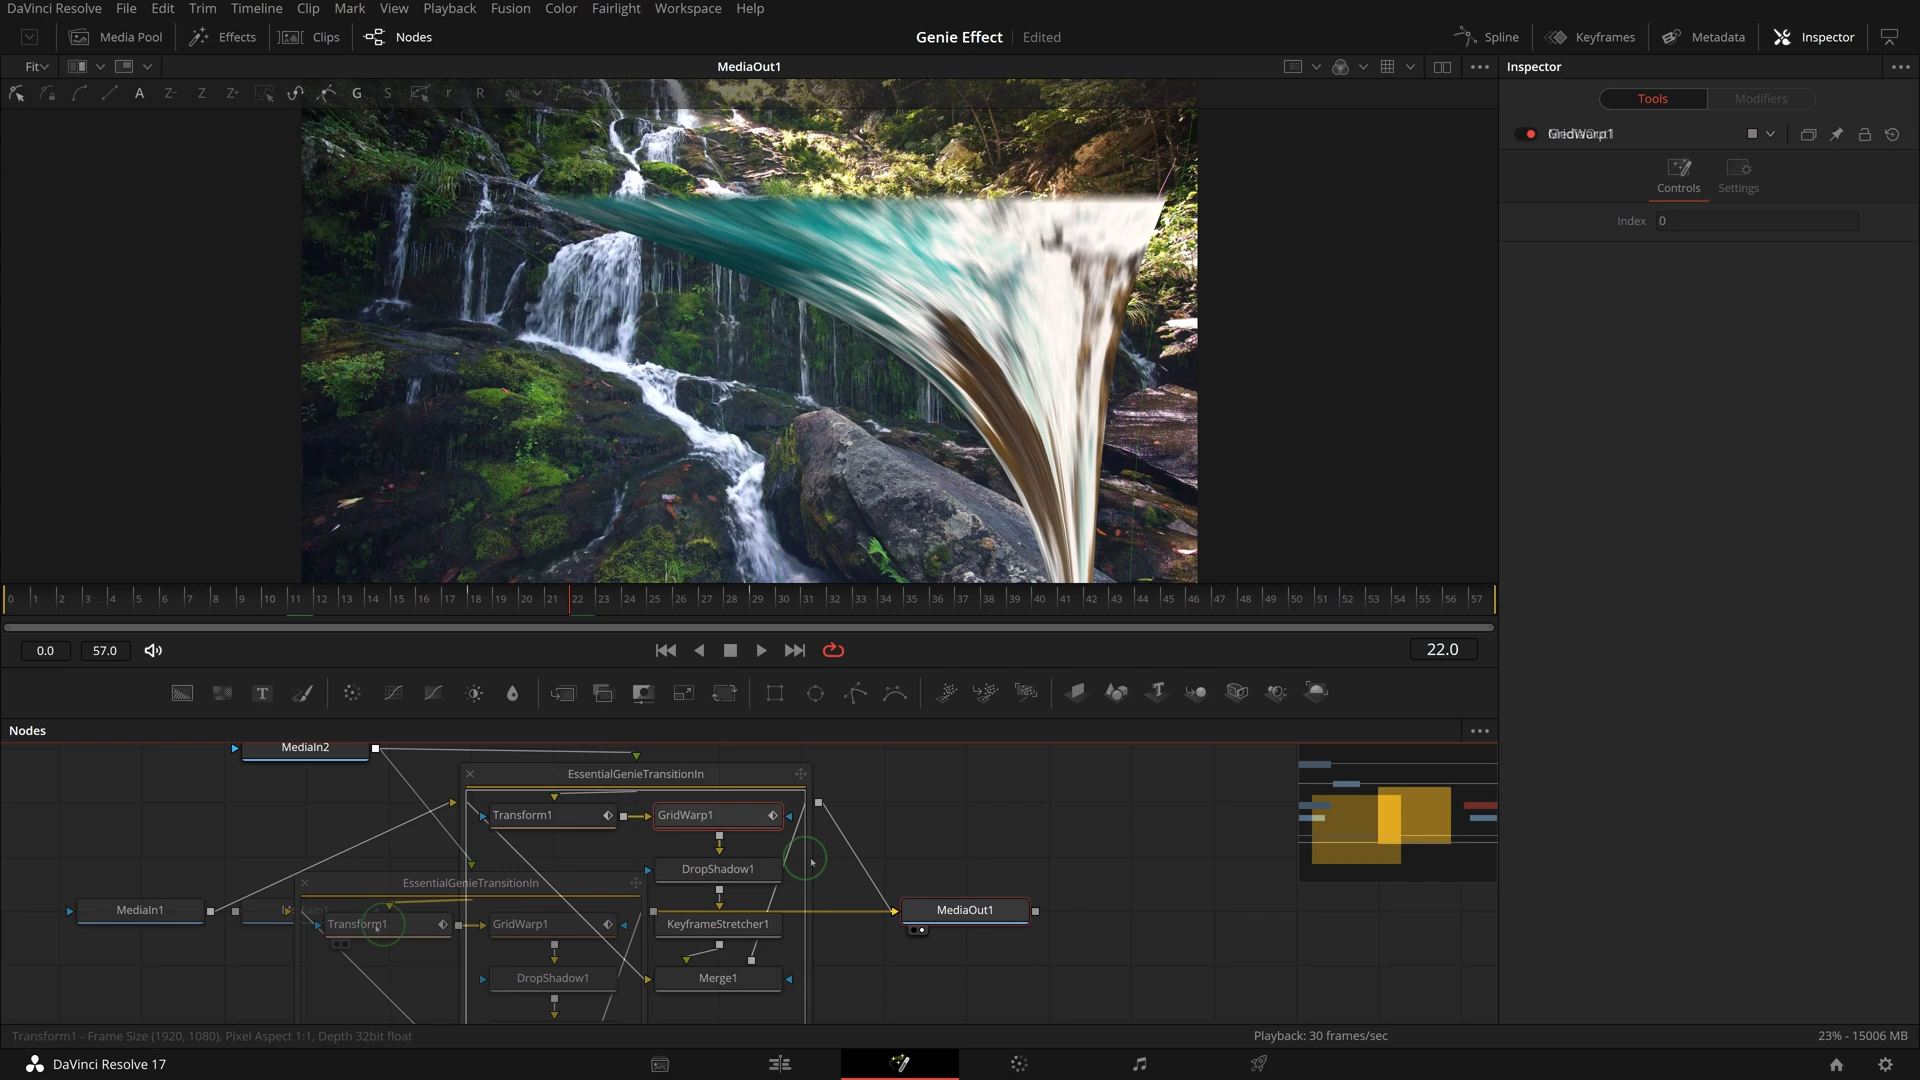 DaVinci Resolve File Edit Trim Timeline Clip Mark View Playback Fusion Color Fairlight Workspace Help
Media Pool Effects Clips Nodes Genie Effect Edited Spline Keyframes Metadata Inspector
Fit MediaOut1 Inspector
A Z- Z Z+ G S r R
Tools Modifiers
Controls Settings
Index 0
0 1 2 3 4 5 6 7 8 9 10 11 12 13 14 15 16 17 18 19 20 21 22 23 24 25 26 27 28 29 30 31 32 33 34 35 36 37 38 39 40 41 42 43 44 45 46 47 48 49 50 51 52 53 54 55 56 57
0.0 57.0 22.0
T
Nodes
MediaIn2
EssentialGenieTransitionIn
Transform1 GridWarp1
DropShadow1
EssentialGenieTransitionIn
MediaIn1 MediaOut1
Transform1 GridWarp1 KeyframeStretcher1
DropShadow1 Merge1
Transform1 - Frame Size (1920, 1080), Pixel Aspect 1:1, Depth 32bit float Playback: 30 frames/sec 23% - 15006 MB
DaVinci Resolve 17